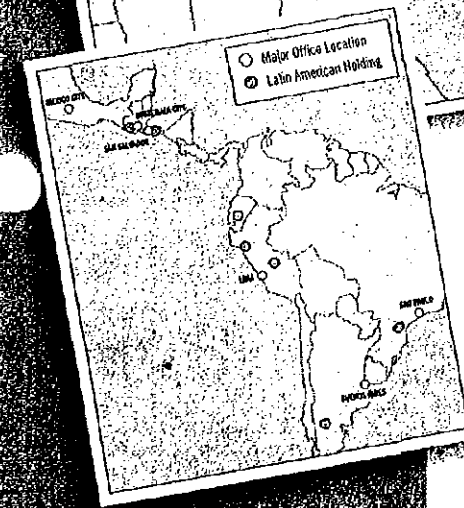 Major Office Location
Latin American Holding
MEXICO CITY
GUATEMALA CITY
SAN SALVADOR
LIMA
SAO PAULO
BUENOS AIRES